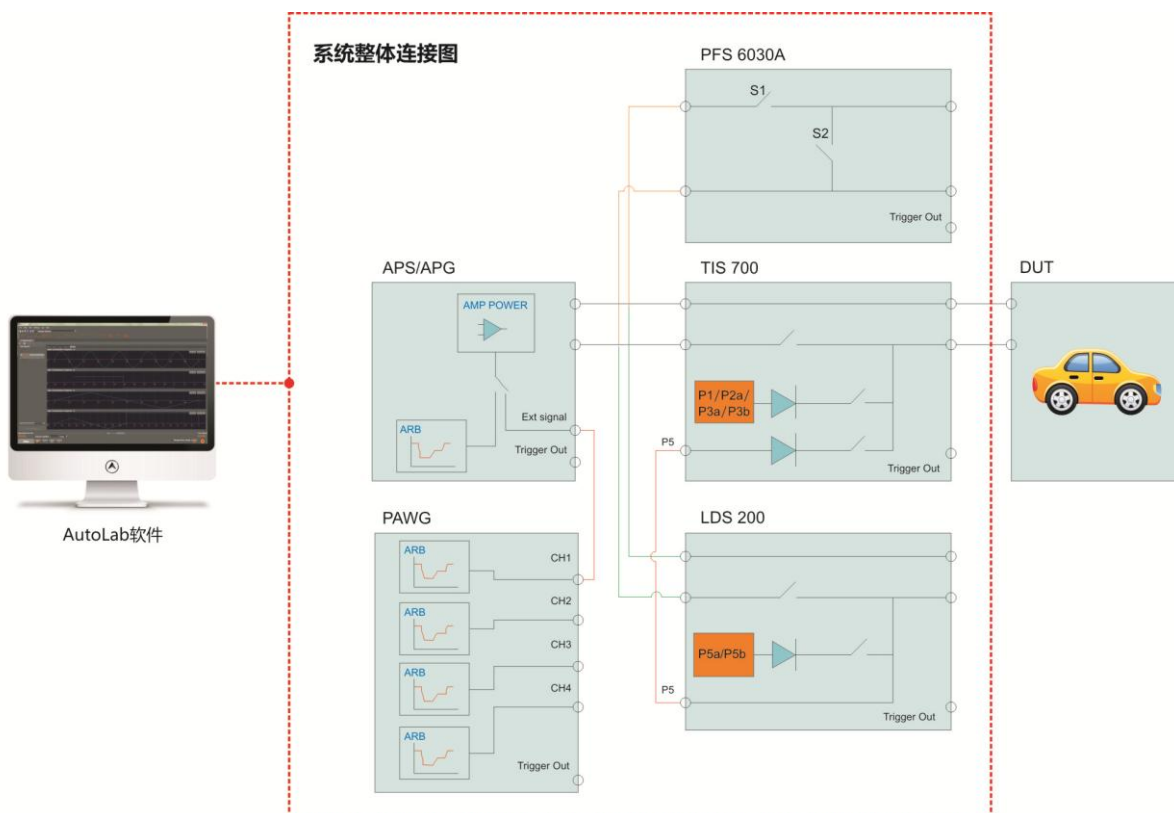 系统整体连接图
PFS 6030A
S1
S2
Trigger Out
APS/APG
AMP POWER
Ext signal
ARB
Trigger Out
TIS 700
P1/P2a/
P3a/P3b
P5
Trigger Out
DUT
AutoLab软件
PAWG
ARB
CH1
ARB
CH2
CH3
ARB
CH4
ARB
Trigger Out
LDS 200
P5a/P5b
P5
Trigger Out